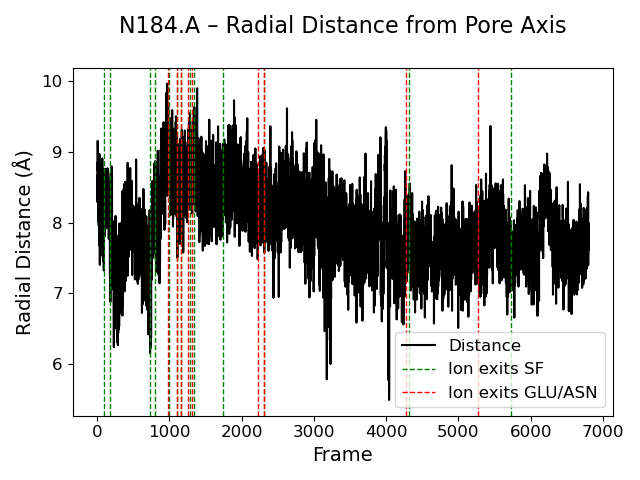 N184.A – Radial Distance from Pore Axis
Radial Distance (Å)
10
9
8
7
6
Distance
Ion exits SF
Ion exits GLU/ASN
0 1000 2000 3000 4000 5000 6000 7000
Frame